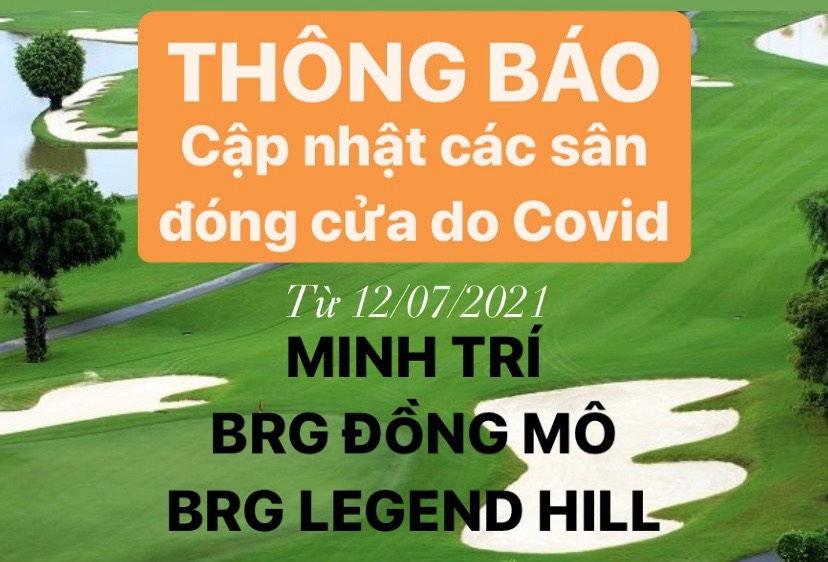 THÔNG BÁO
Cập nhật các sân
đóng cửa do Covid
Từ 12/07/2021
MINH TRÍ
BRG ĐỒNG MÔ
BRG LEGEND HILL